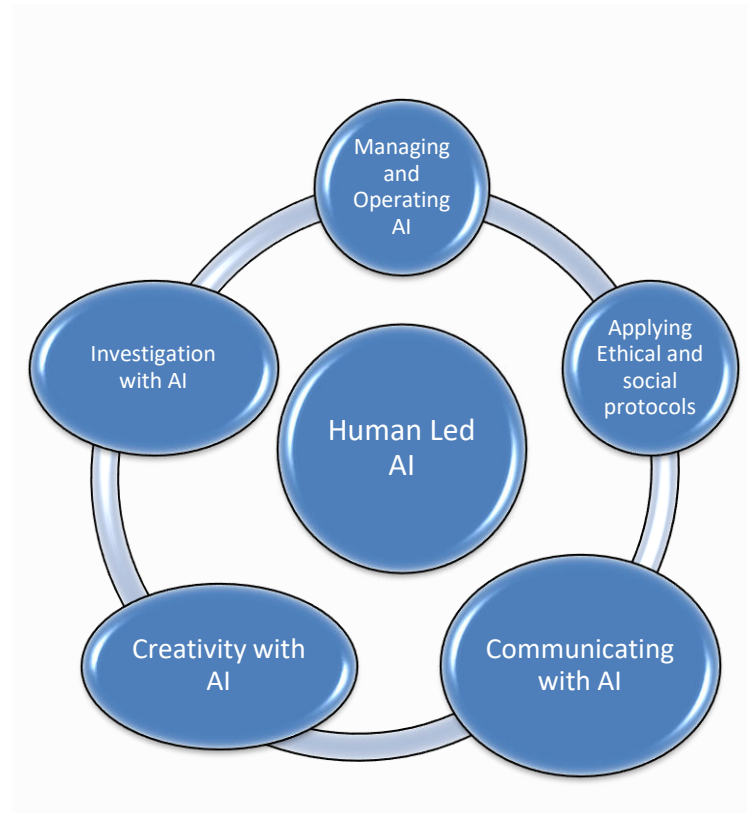 Managing
and
Operating
AI
Applying
Ethical and
social
protocols
Communicating
with AI
Creativity with
AI
Investigation
with AI
Human Led
AI